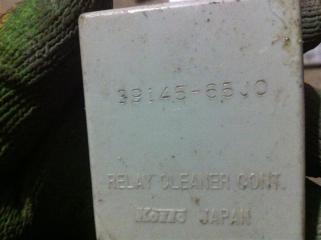 39145-65J0
RELAY CLEANER CONT.
JAPAN